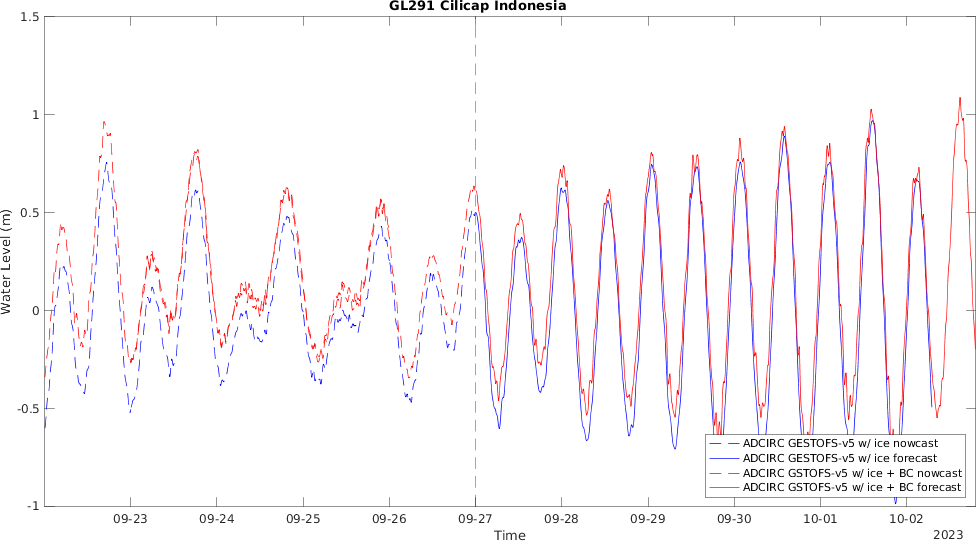 GL291 Cilicap Indonesia
1.5
1
0.5
0
-0.5
-1
Water Level (m)
09-23 09-24 09-25 09-26 09-27 09-28 09-29 09-30 10-01 10-02
Time
2023
ADCIRC GESTOFS-v5 w/ ice nowcast
ADCIRC GESTOFS-v5 w/ ice forecast
ADCIRC GSTOFS-v5 w/ ice + BC nowcast
ADCIRC GSTOFS-v5 w/ ice + BC forecast